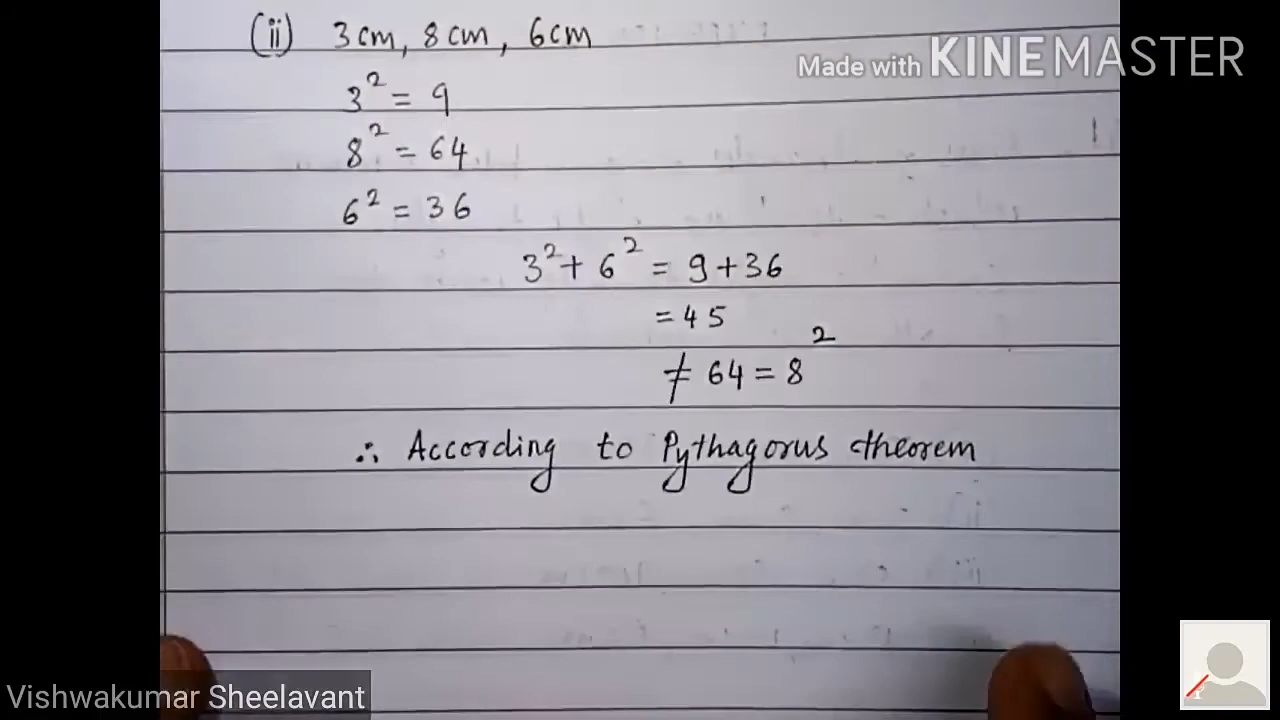 (ii) 3cm, 8cm, 6cm
Made with KINEMASTER
3² = 9
8² = 64
6² = 36
3² + 6² = 9 + 36
= 45
≠ 64 = 8²
∴ According to Pythagorus theorem
Vishwakumar Sheelavant